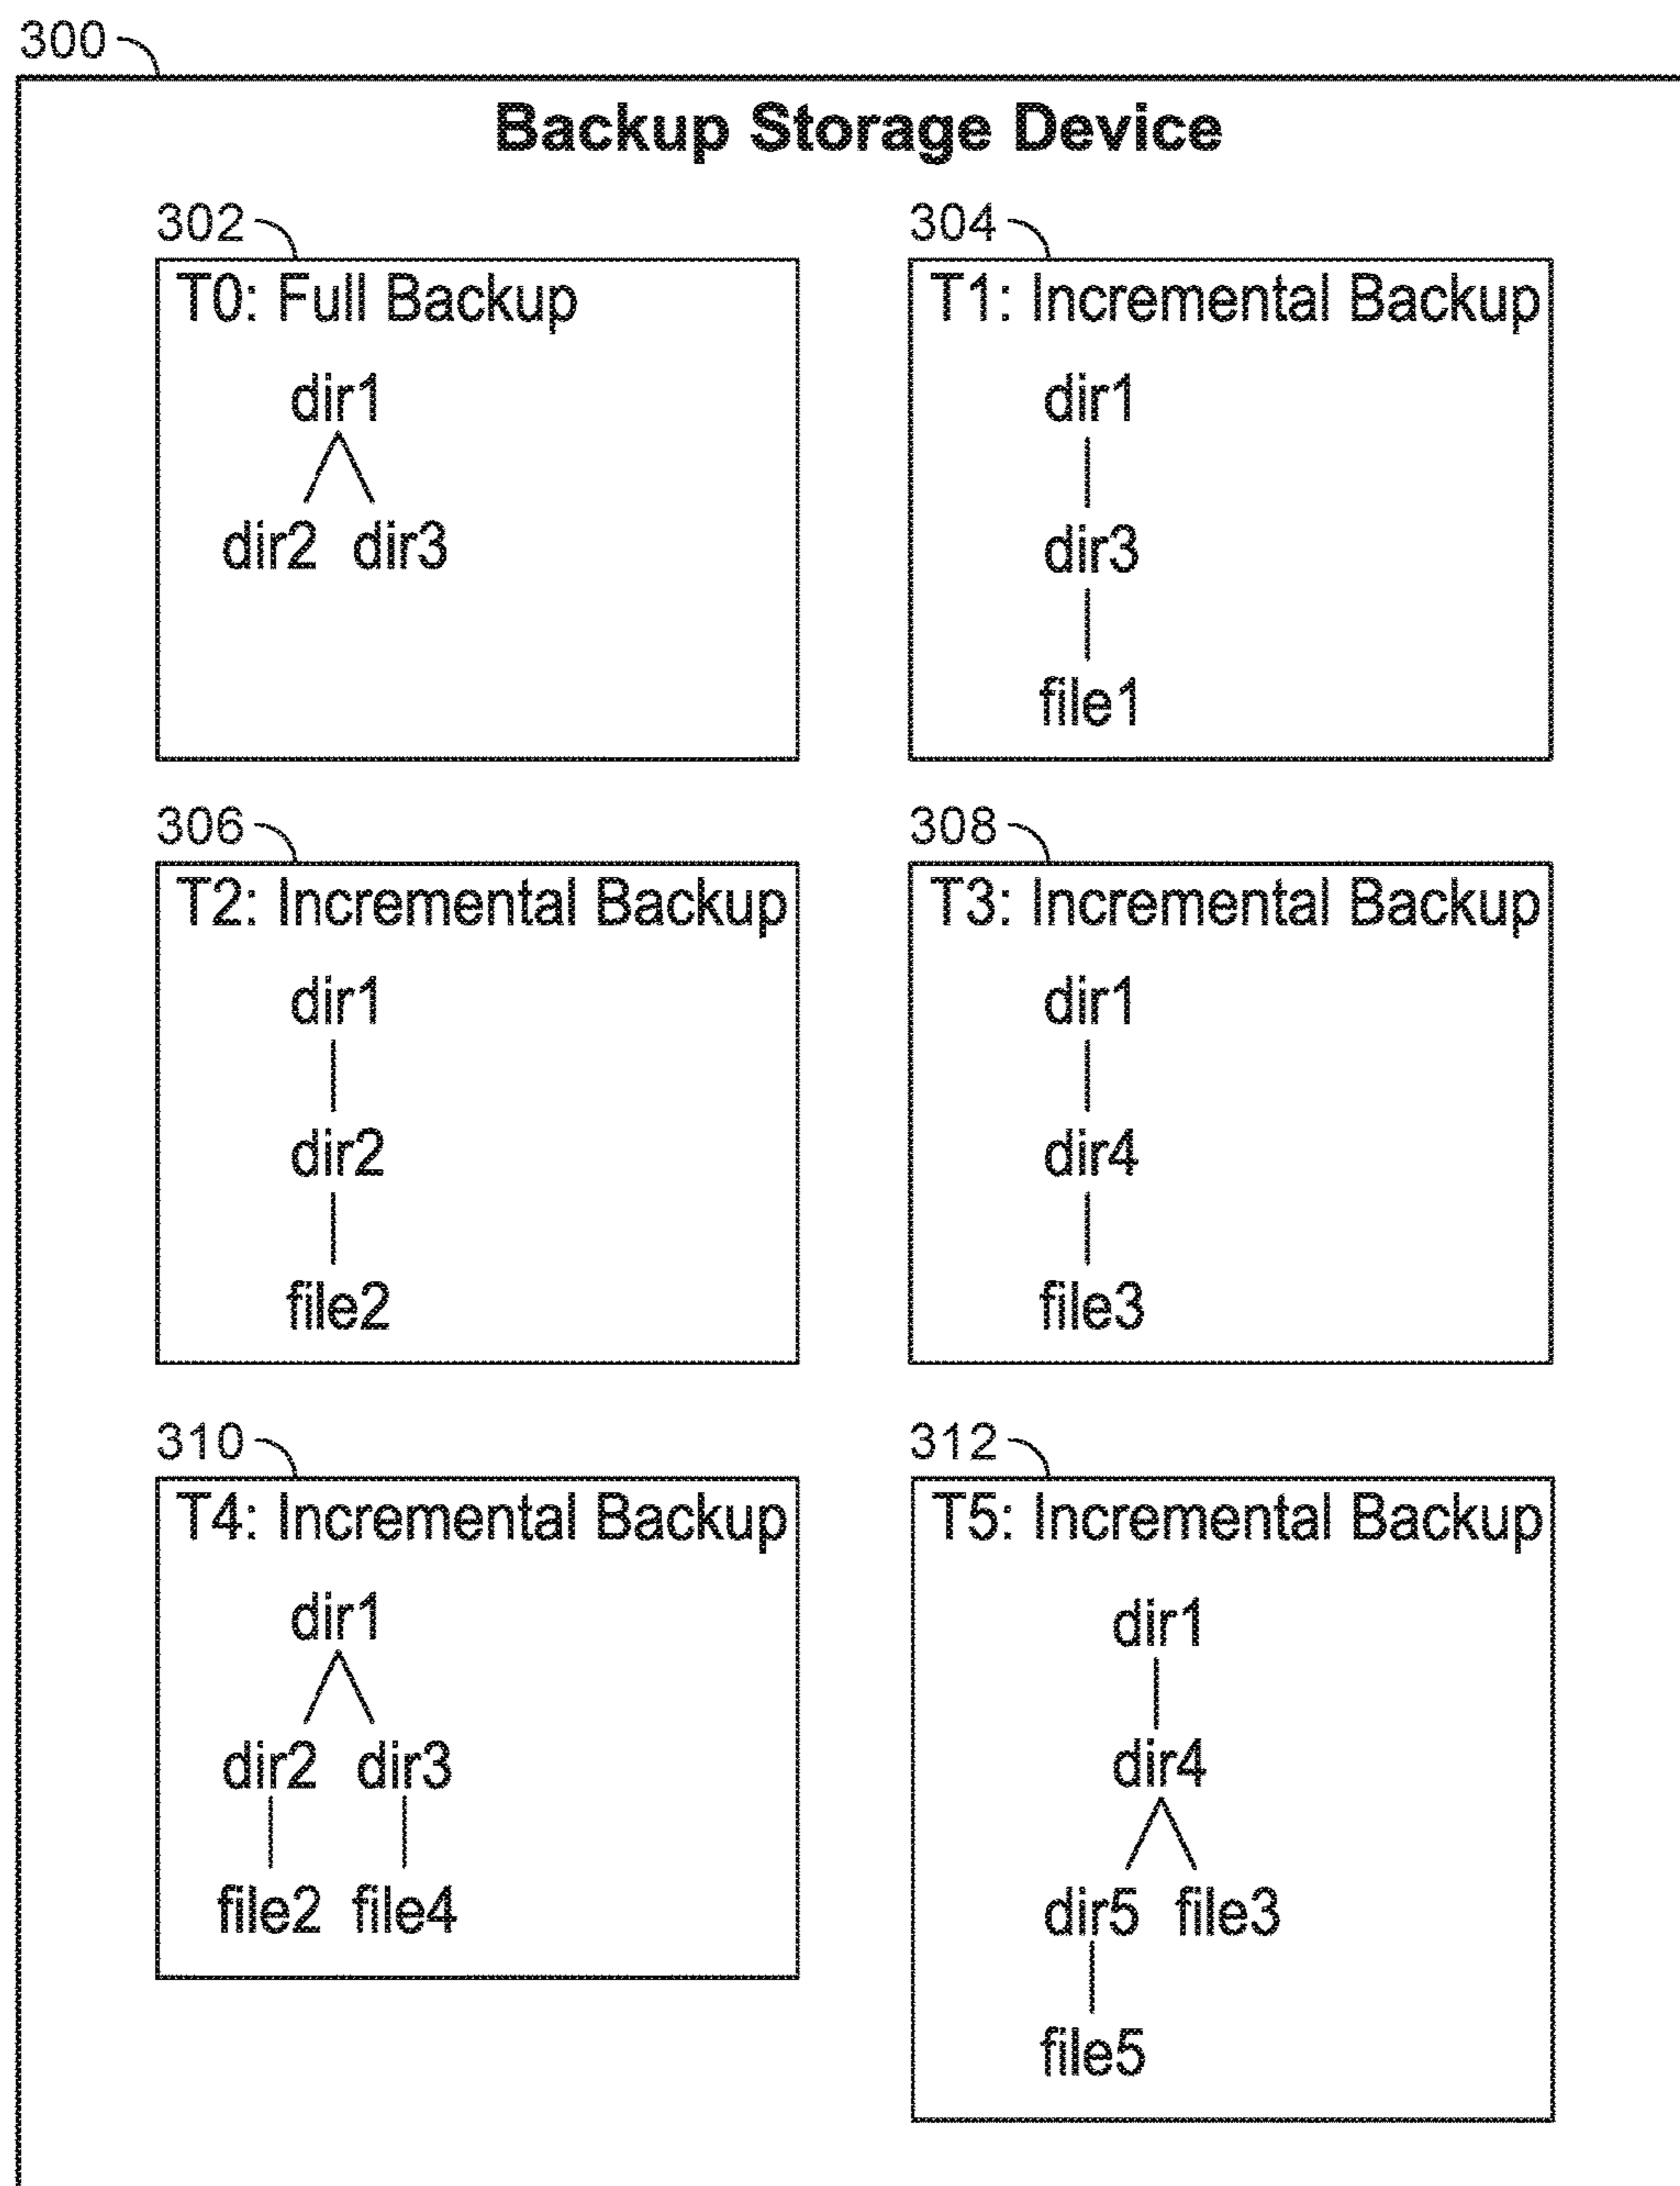 300
Backup Storage Device
302
T0: Full Backup
dir1
dir2 dir3
304
T1: Incremental Backup
dir1
dir3
file1
306
T2: Incremental Backup
dir1
dir2
file2
308
T3: Incremental Backup
dir1
dir4
file3
310
T4: Incremental Backup
dir1
dir2 dir3
file2 file4
312
T5: Incremental Backup
dir1
dir4
dir5 file3
file5